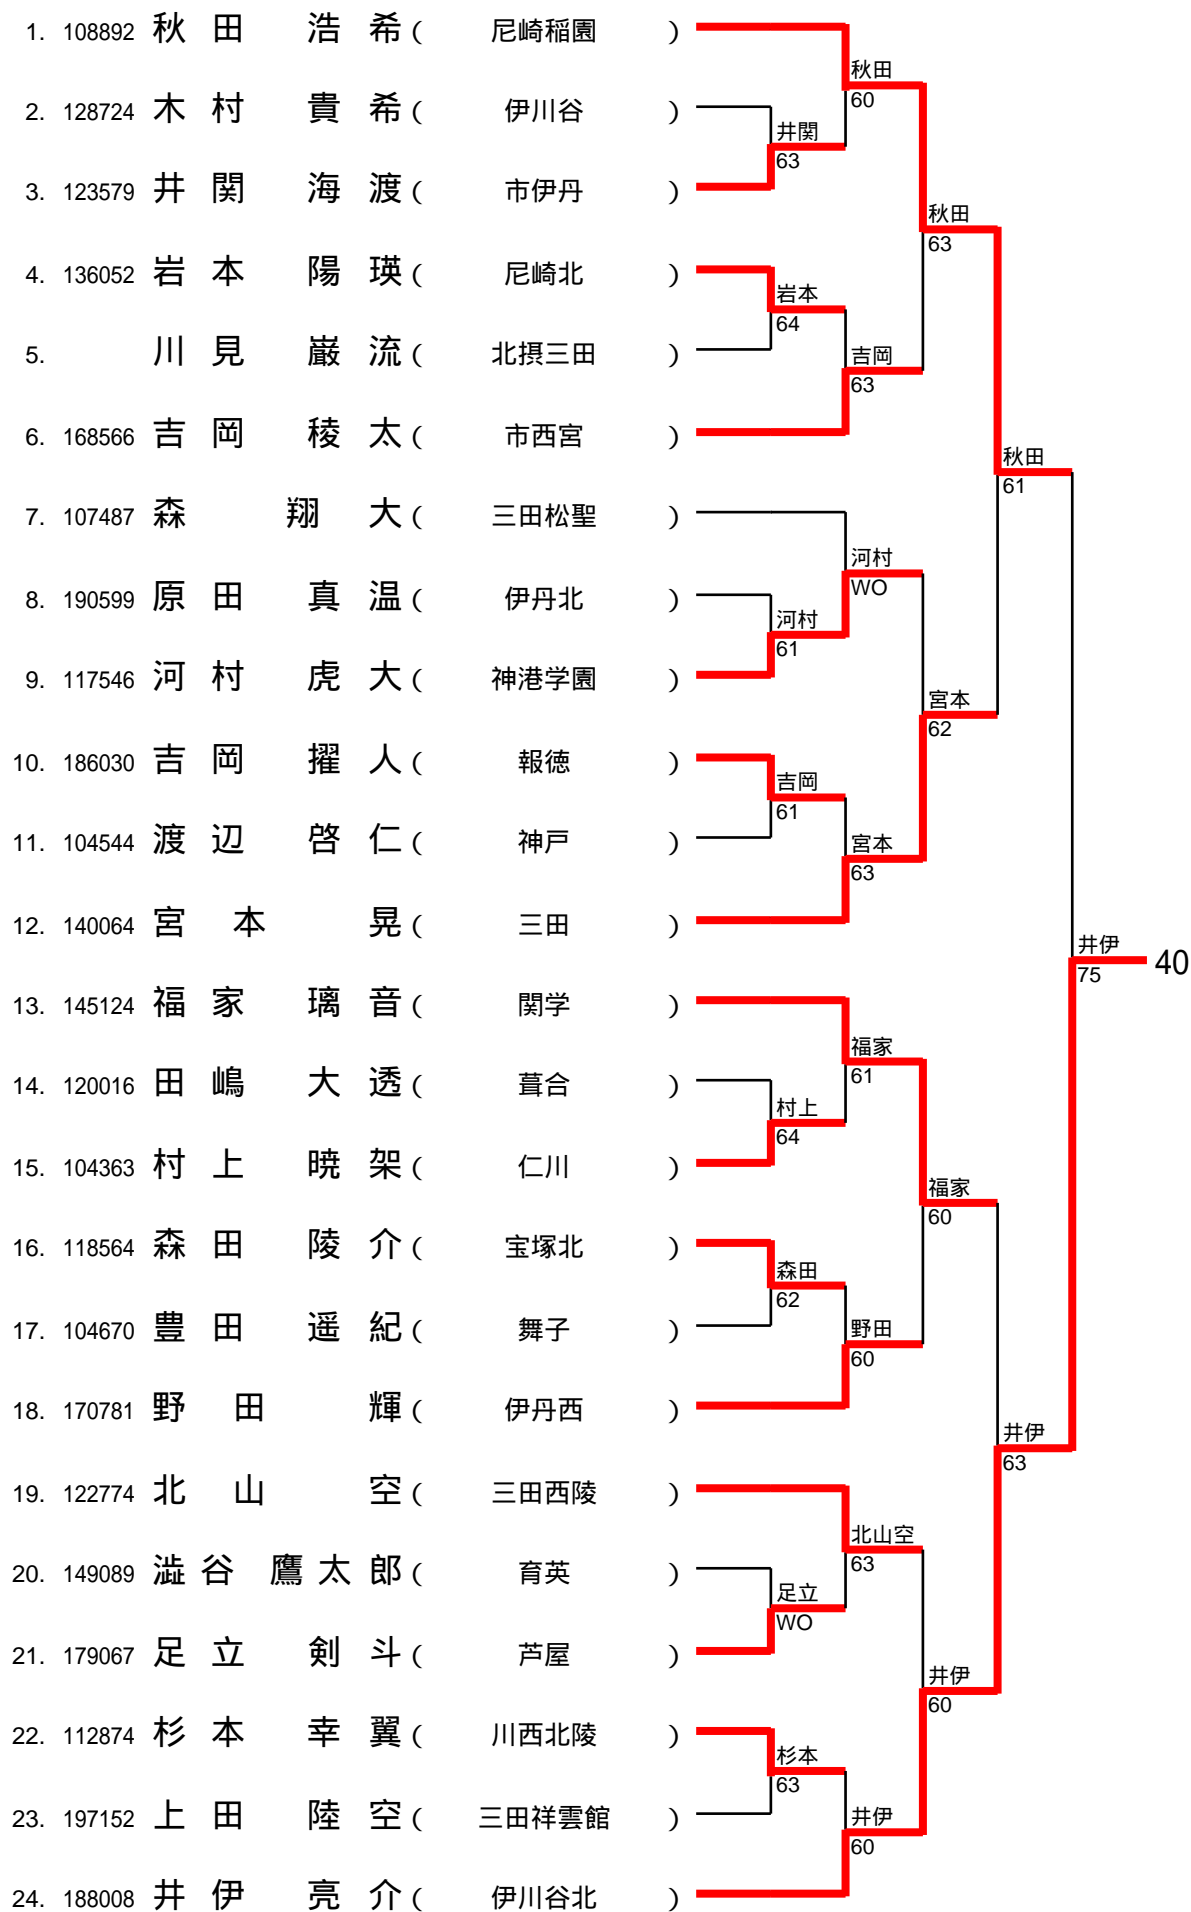 1. 108892 秋田 浩希 ( 尼崎稲園 )
秋田
60
2. 128724 木村 貴希 ( 伊川谷 )
井関
63
3. 123579 井関 海渡 ( 市伊丹 )
秋田
63
4. 136052 岩本 陽瑛 ( 尼崎北 )
岩本
64
5. 川見 巌流 ( 北摂三田 )
吉岡
63
6. 168566 吉岡 稜太 ( 市西宮 )
秋田
61
7. 107487 森 翔大 ( 三田松聖 )
河村
WO
8. 190599 原田 真温 ( 伊丹北 )
河村
61
9. 117546 河村 虎大 ( 神港学園 )
宮本
62
10. 186030 吉岡 擢人 ( 報徳 )
吉岡
61
11. 104544 渡辺 啓仁 ( 神戸 )
宮本
63
12. 140064 宮本 晃 ( 三田 )
井伊
75
40
13. 145124 福家 璃音 ( 関学 )
福家
61
14. 120016 田嶋 大透 ( 葺合 )
村上
64
15. 104363 村上 暁架 ( 仁川 )
福家
60
16. 118564 森田 陵介 ( 宝塚北 )
森田
62
17. 104670 豊田 遥紀 ( 舞子 )
野田
60
18. 170781 野田 輝 ( 伊丹西 )
井伊
63
19. 122774 北山 空 ( 三田西陵 )
北山空
63
20. 149089 澁谷 鷹太郎 ( 育英 )
足立
WO
21. 179067 足立 剣斗 ( 芦屋 )
井伊
60
22. 112874 杉本 幸翼 ( 川西北陵 )
杉本
63
23. 197152 上田 陸空 ( 三田祥雲館 )
井伊
60
24. 188008 井伊 亮介 ( 伊川谷北 )